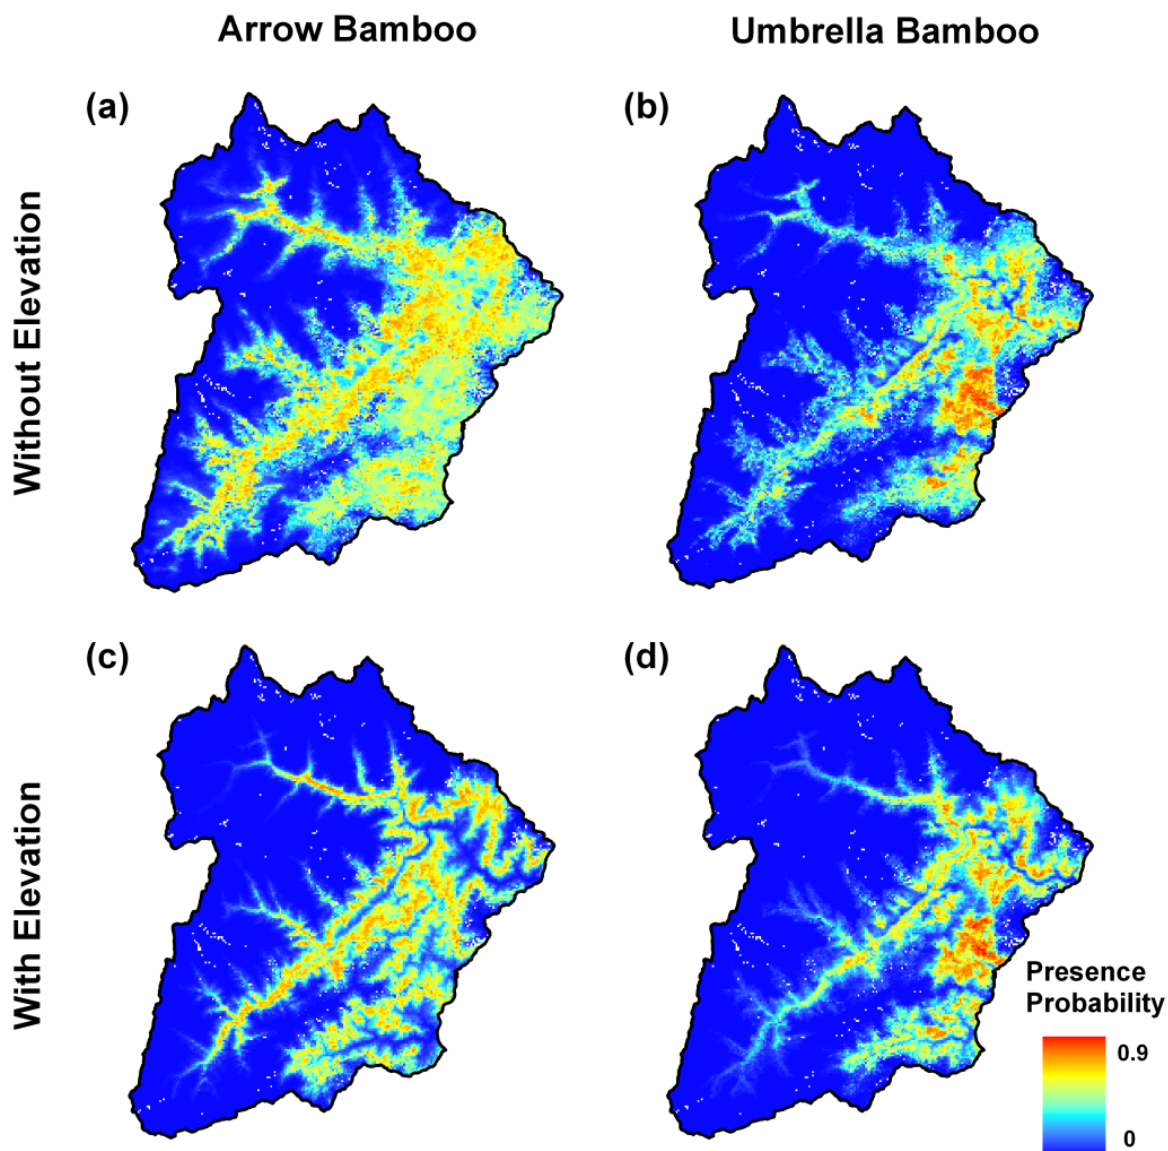 Arrow Bamboo
Umbrella Bamboo
(a)
(b)
Without Elevation
(c)
(d)
With Elevation
Presence
Probability
0.9
0